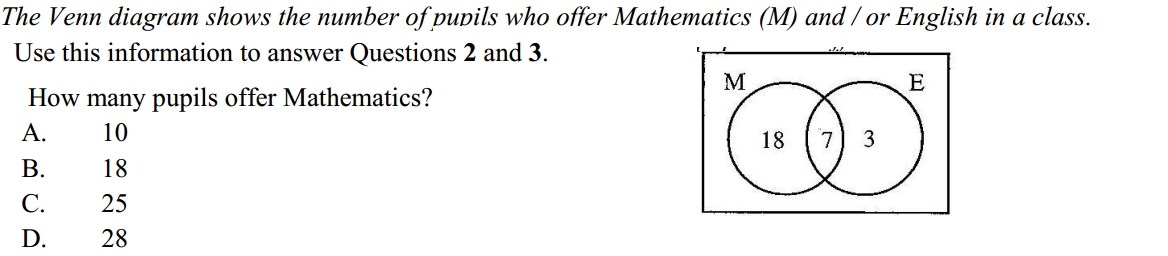 The Venn diagram shows the number of pupils who offer Mathematics (M) and / or English in a class.
Use this information to answer Questions 2 and 3.
How many pupils offer Mathematics?
A. 10
B. 18
C. 25
D. 28
M E
18 7 3